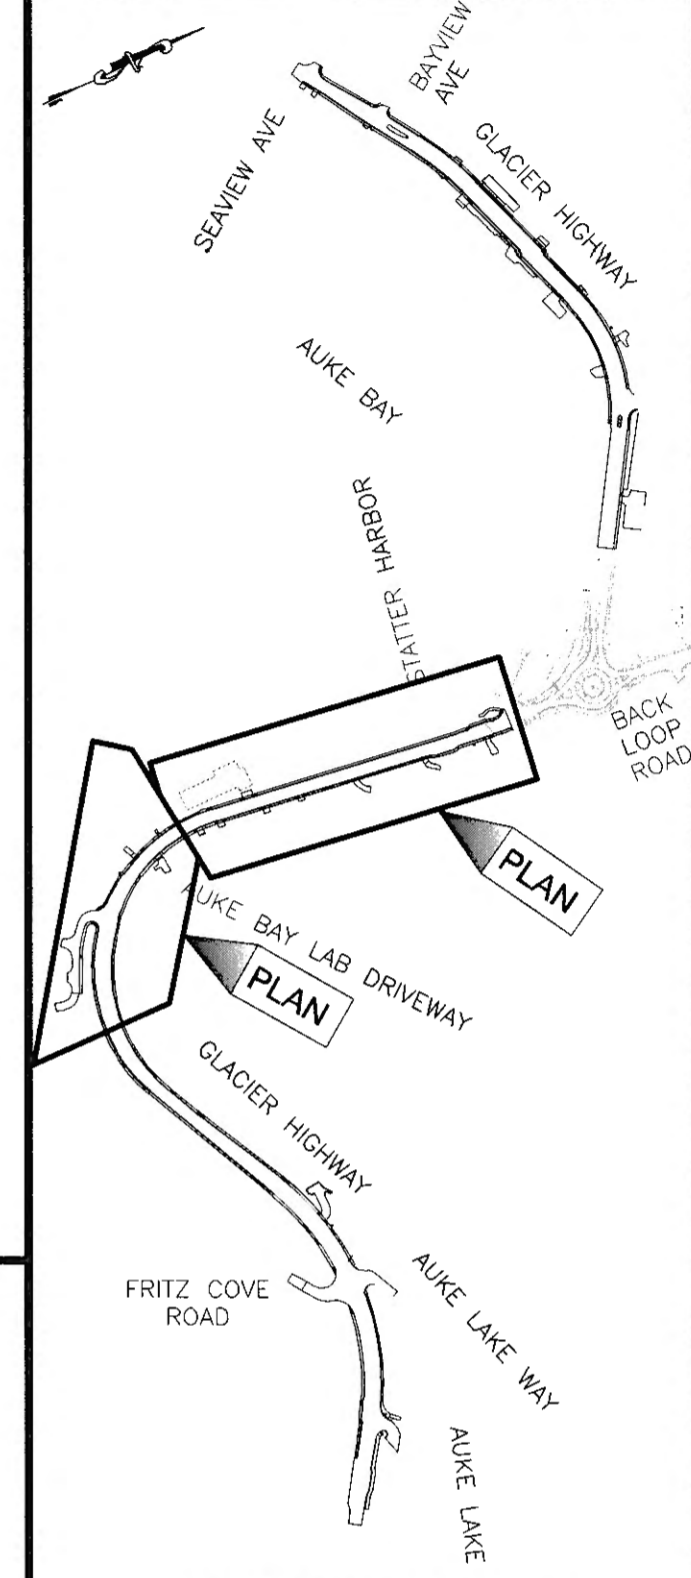 BAYVIEW
AVE
SEAVIEW AVE
GLACIER HIGHWAY
AUKE BAY
STATTER HARBOR
BACK
LOOP
ROAD
PLAN
AUKE BAY LAB DRIVEWAY
PLAN
GLACIER HIGHWAY
FRITZ COVE
ROAD
AUKE LAKE WAY
AUKE LAKE